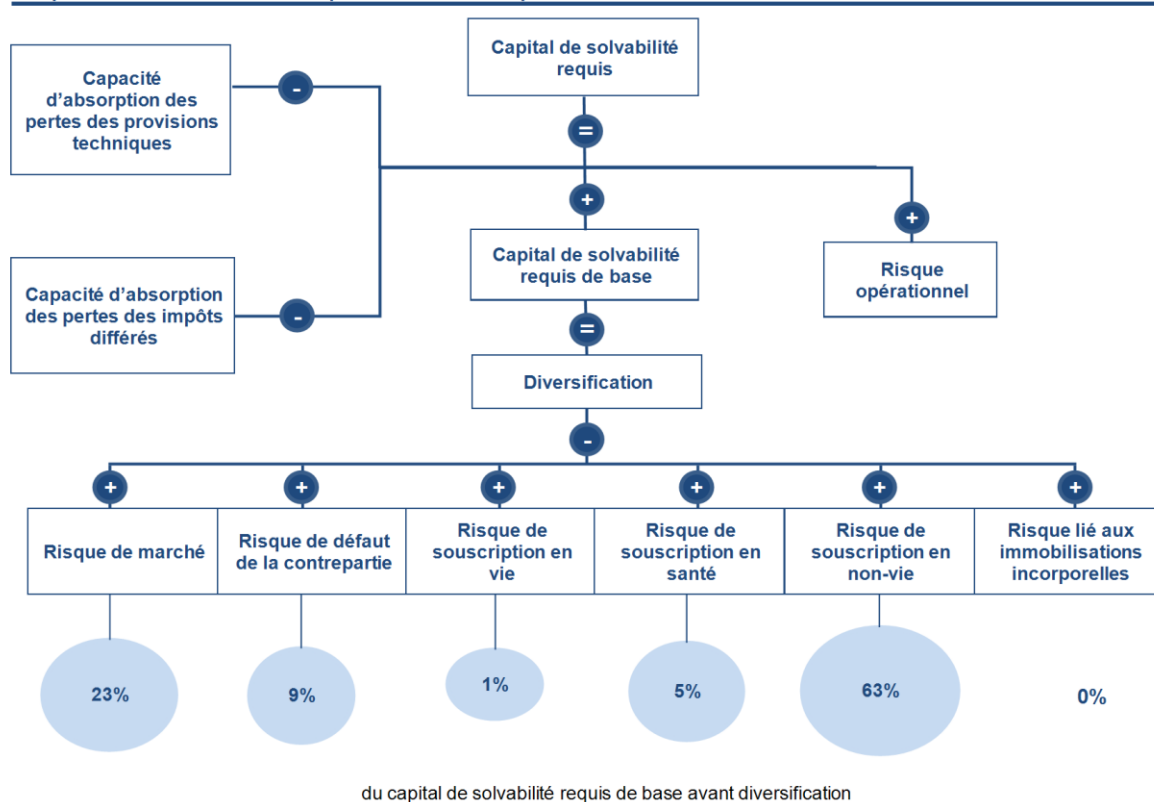 Capital de solvabilité
requis
Capacité
d'absorption des
pertes des provisions
techniques
-
=
+
+
Capital de solvabilité
requis de base
Risque
opérationnel
Capacité d'absorption
des pertes des impôts
différés
-
=
Diversification
-
+
+
+
+
+
+
Risque de marché
Risque de défaut
de la contrepartie
Risque de
souscription en
vie
Risque de
souscription en
santé
Risque de
souscription en
non-vie
Risque lié aux
immobilisations
incorporelles
23%
9%
1%
5%
63%
0%
du capital de solvabilité requis de base avant diversification